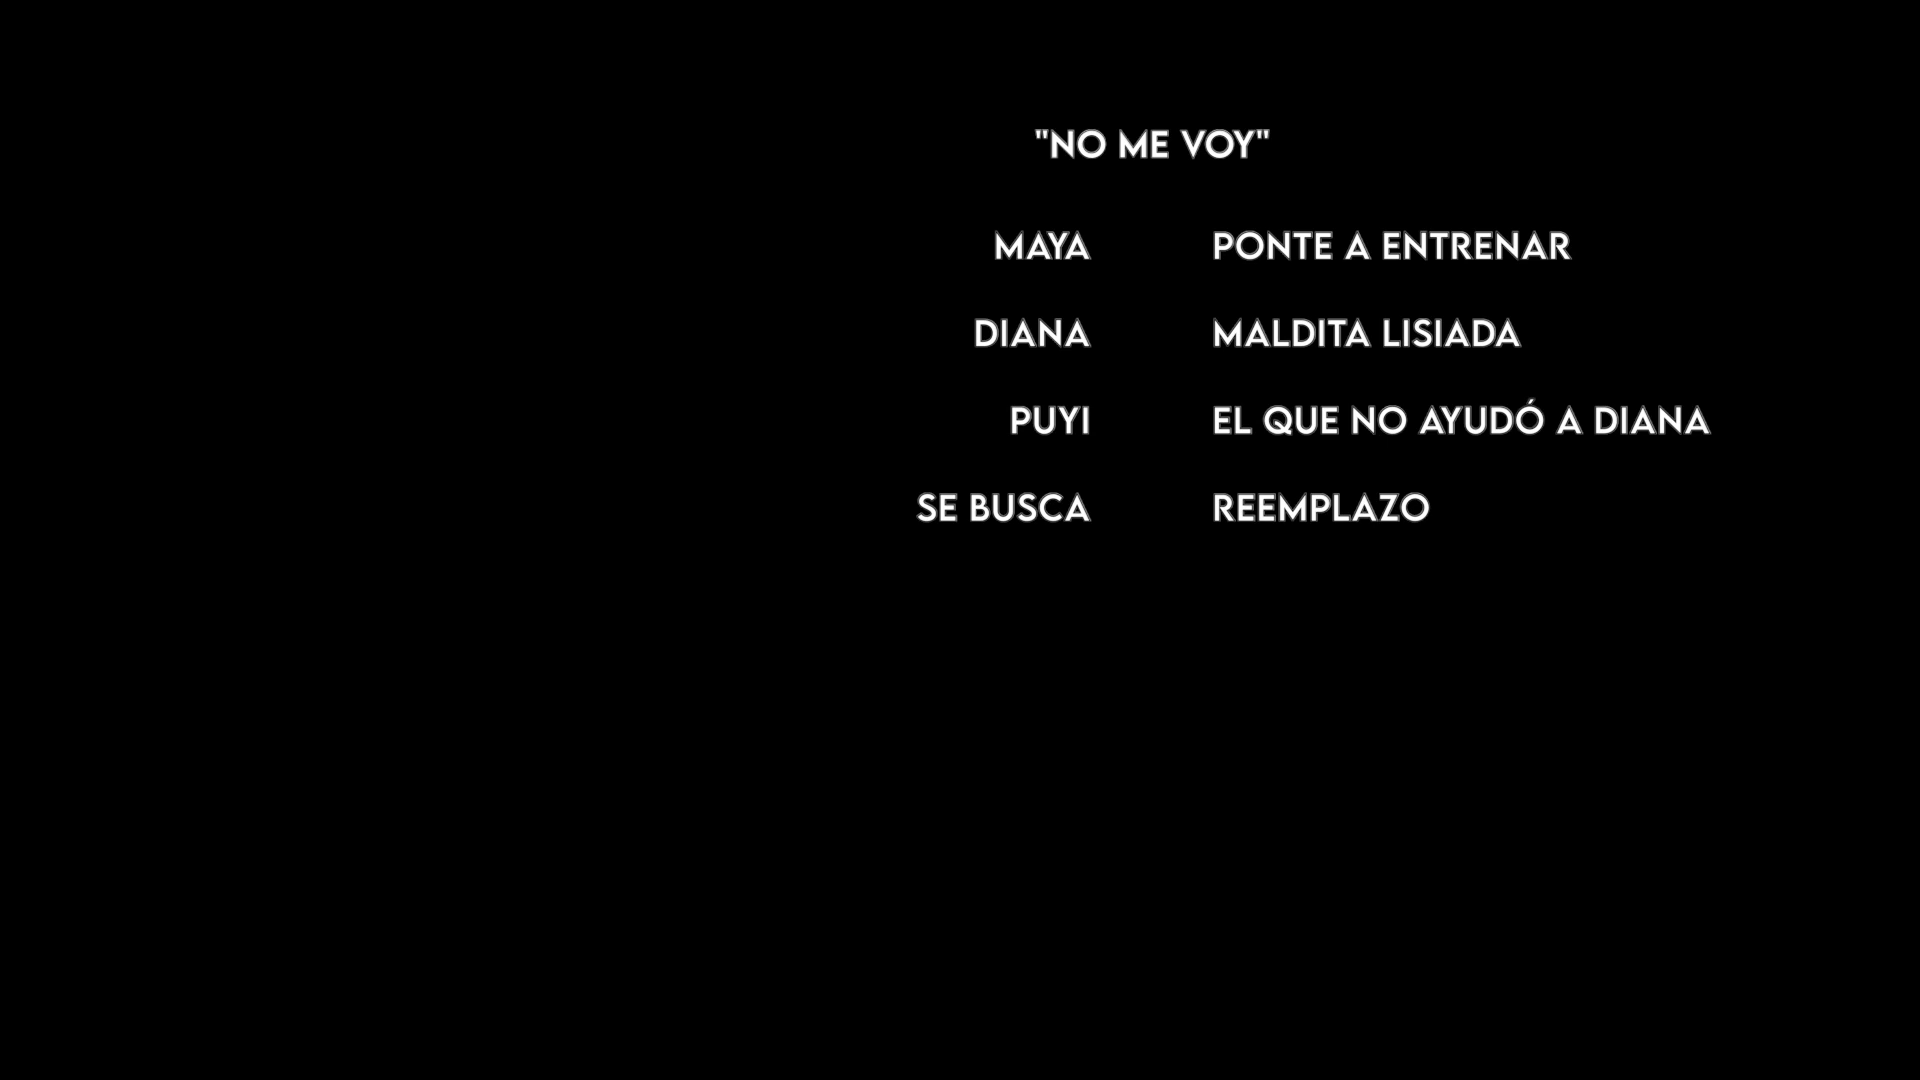 "NO ME VOY"
MAYA PONTE A ENTRENAR
DIANA MALDITA LISIADA
PUYI EL QUE NO AYUDÓ A DIANA
SE BUSCA REEMPLAZO